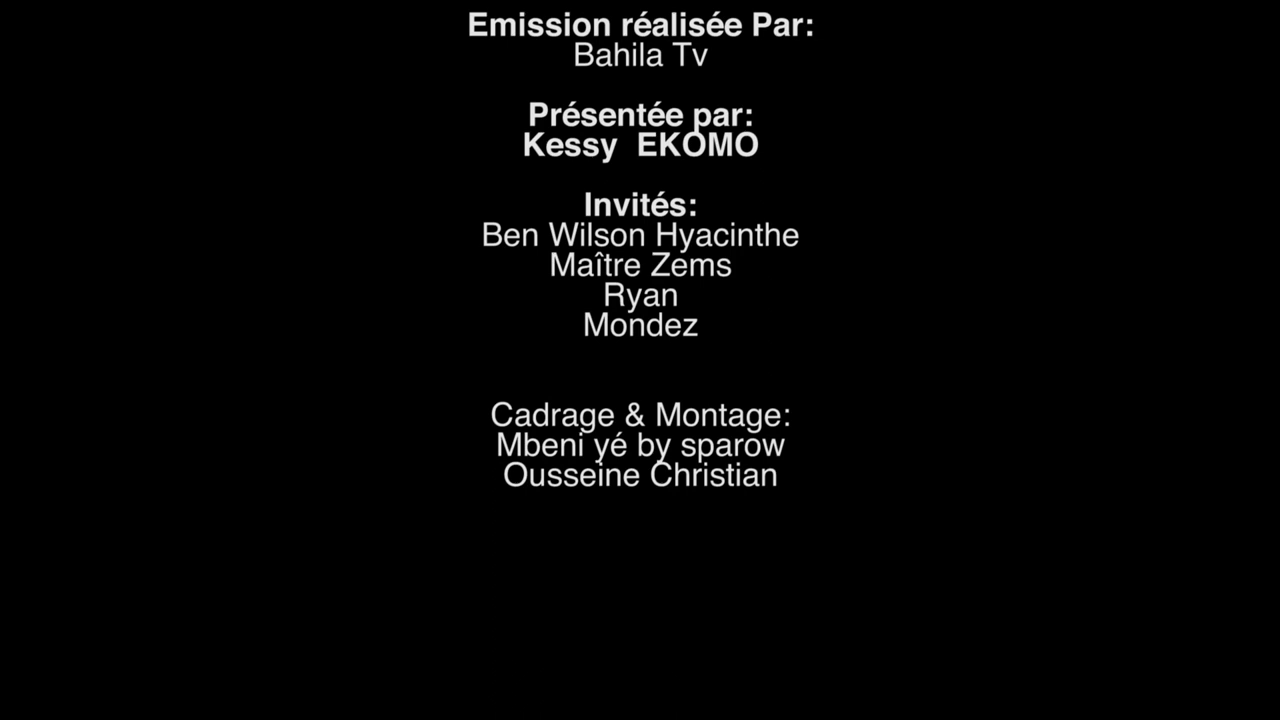 Emission réalisée Par:
Bahila Tv
Présentée par:
Kessy  EKOMO
Invités:
Ben Wilson Hyacinthe
Maître Zems
Ryan
Mondez
Cadrage & Montage:
Mbeni yé by sparow
Ousseine Christian